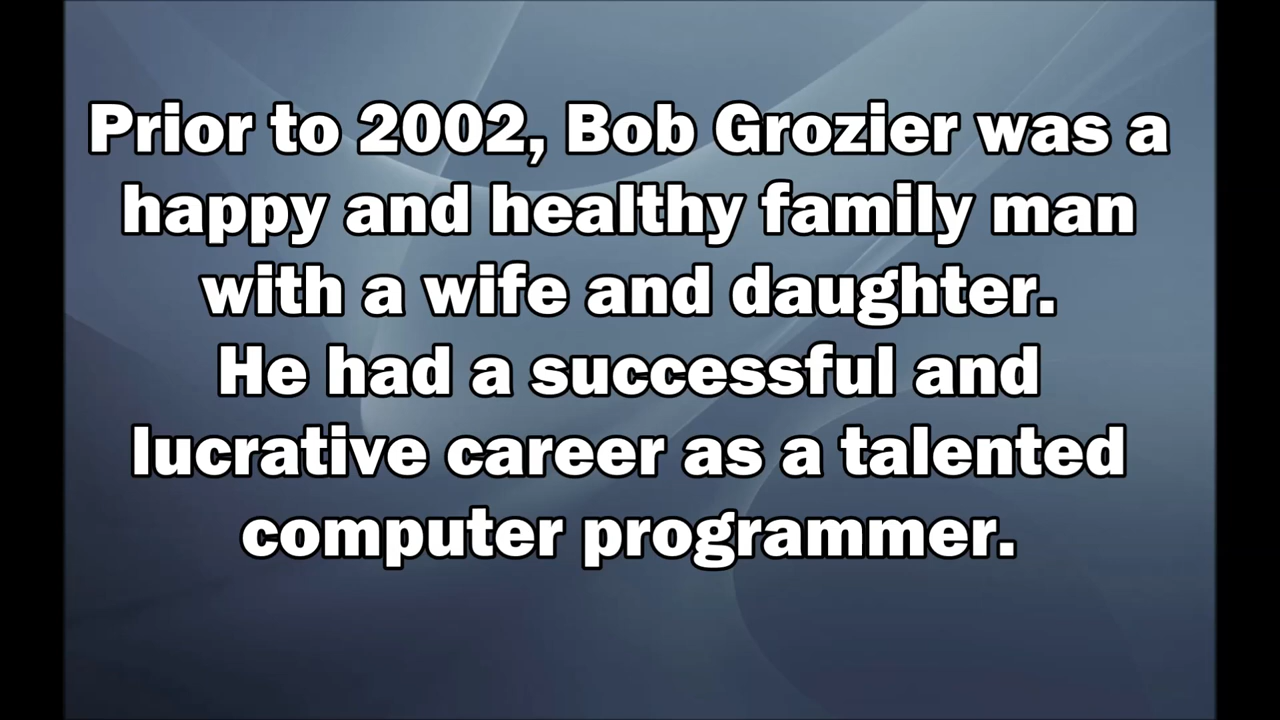 Prior to 2002, Bob Grozier was a
happy and healthy family man
with a wife and daughter.
He had a successful and
lucrative career as a talented
computer programmer.